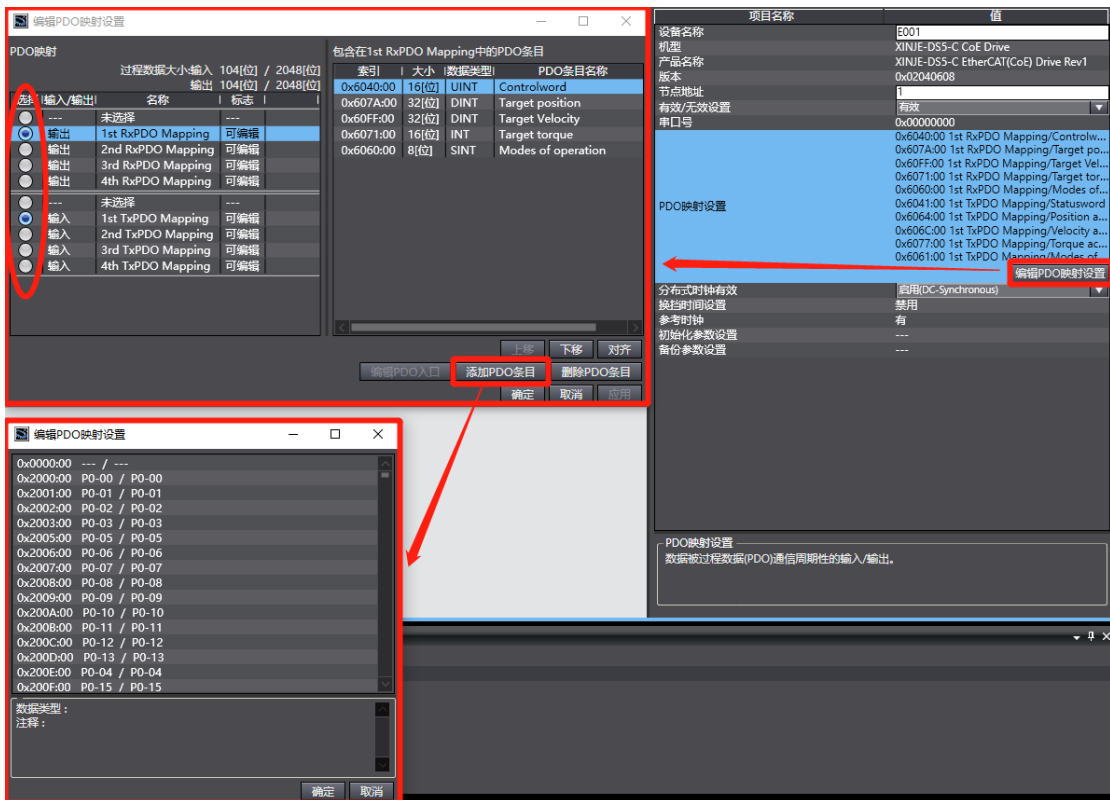 编辑PDO映射设置
PDO映射
过程数据大小:输入 104[位] / 2048[位]
输出 104[位] / 2048[位]
选择 输入/输出 名称 标志
--- 未选择 ---
输出 1st RxPDO Mapping 可编辑
输出 2nd RxPDO Mapping 可编辑
输出 3rd RxPDO Mapping 可编辑
输出 4th RxPDO Mapping 可编辑
--- 未选择 ---
输入 1st TxPDO Mapping 可编辑
输入 2nd TxPDO Mapping 可编辑
输入 3rd TxPDO Mapping 可编辑
输入 4th TxPDO Mapping 可编辑
包含在1st RxPDO Mapping中的PDO条目
索引 大小 数据类型 PDO条目名称
0x6040:00 16[位] UINT Controlword
0x607A:00 32[位] DINT Target position
0x60FF:00 32[位] DINT Target Velocity
0x6071:00 16[位] INT Target torque
0x6060:00 8[位] SINT Modes of operation
上移 下移 对齐
编辑PDO入口 添加PDO条目 删除PDO条目
确定 取消 应用
项目名称 值
设备名称 E001
机型 XINJE-DS5-C CoE Drive
产品名称 XINJE-DS5-C EtherCAT(CoE) Drive Rev1
版本 0x02040608
节点地址 1
有效/无效设置 有效
串口号 0x00000000
PDO映射设置
0x6040:00 1st RxPDO Mapping/Controlw...
0x607A:00 1st RxPDO Mapping/Target po...
0x60FF:00 1st RxPDO Mapping/Target Vel...
0x6071:00 1st RxPDO Mapping/Target tor...
0x6060:00 1st RxPDO Mapping/Modes of...
0x6041:00 1st TxPDO Mapping/Statusword
0x6064:00 1st TxPDO Mapping/Position a...
0x606C:00 1st TxPDO Mapping/Velocity a...
0x6077:00 1st TxPDO Mapping/Torque ac...
0x6061:00 1st TxPDO Mapping/Modes of...
编辑PDO映射设置
分布式时钟有效 启用(DC-Synchronous)
换挡时间设置 禁用
参考时钟 有
初始化参数设置 ---
备份参数设置 ---
PDO映射设置
数据被过程数据(PDO)通信周期性的输入/输出。
编辑PDO映射设置
0x0000:00 --- / ---
0x2000:00 P0-00 / P0-00
0x2001:00 P0-01 / P0-01
0x2002:00 P0-02 / P0-02
0x2003:00 P0-03 / P0-03
0x2005:00 P0-05 / P0-05
0x2006:00 P0-06 / P0-06
0x2007:00 P0-07 / P0-07
0x2008:00 P0-08 / P0-08
0x2009:00 P0-09 / P0-09
0x200A:00 P0-10 / P0-10
0x200B:00 P0-11 / P0-11
0x200C:00 P0-12 / P0-12
0x200D:00 P0-13 / P0-13
0x200E:00 P0-04 / P0-04
0x200F:00 P0-15 / P0-15
数据类型：
注释：
确定 取消